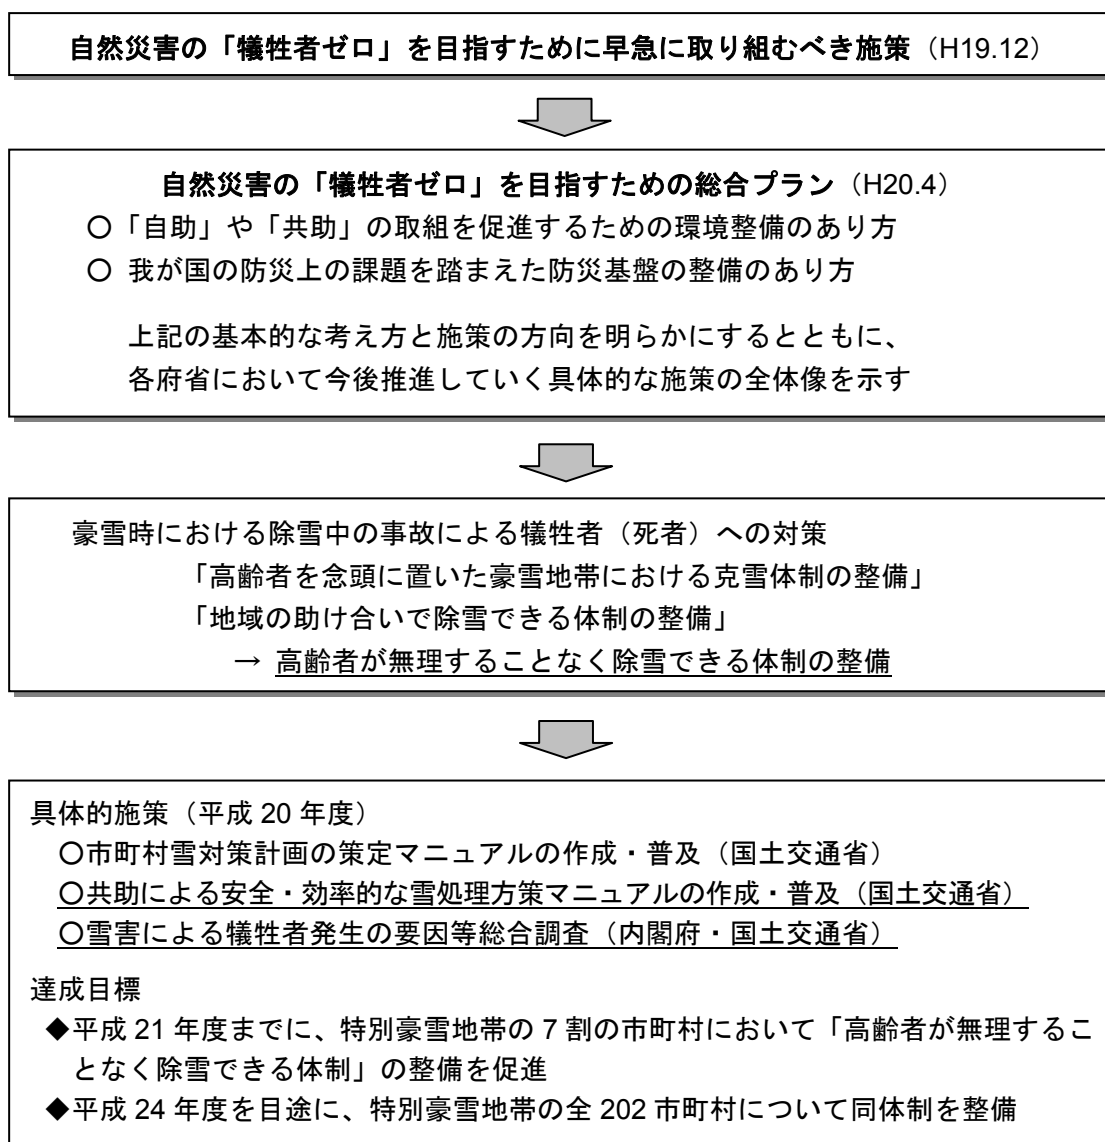 自然災害の「犠牲者ゼロ」を目指すために早急に取り組むべき施策（H19.12）
自然災害の「犠牲者ゼロ」を目指すための総合プラン（H20.4）
〇「自助」や「共助」の取組を促進するための環境整備のあり方
〇 我が国の防災上の課題を踏まえた防災基盤の整備のあり方
上記の基本的な考え方と施策の方向を明らかにするとともに、
各府省において今後推進していく具体的な施策の全体像を示す
豪雪時における除雪中の事故による犠牲者（死者）への対策
「高齢者を念頭に置いた豪雪地帯における克雪体制の整備」
「地域の助け合いで除雪できる体制の整備」
→ 高齢者が無理することなく除雪できる体制の整備
具体的施策（平成 20 年度）
〇市町村雪対策計画の策定マニュアルの作成・普及（国土交通省）
〇共助による安全・効率的な雪処理方策マニュアルの作成・普及（国土交通省）
〇雪害による犠牲者発生の要因等総合調査（内閣府・国土交通省）
達成目標
◆平成 21 年度までに、特別豪雪地帯の 7 割の市町村において「高齢者が無理するこ
となく除雪できる体制」の整備を促進
◆平成 24 年度を目途に、特別豪雪地帯の全 202 市町村について同体制を整備